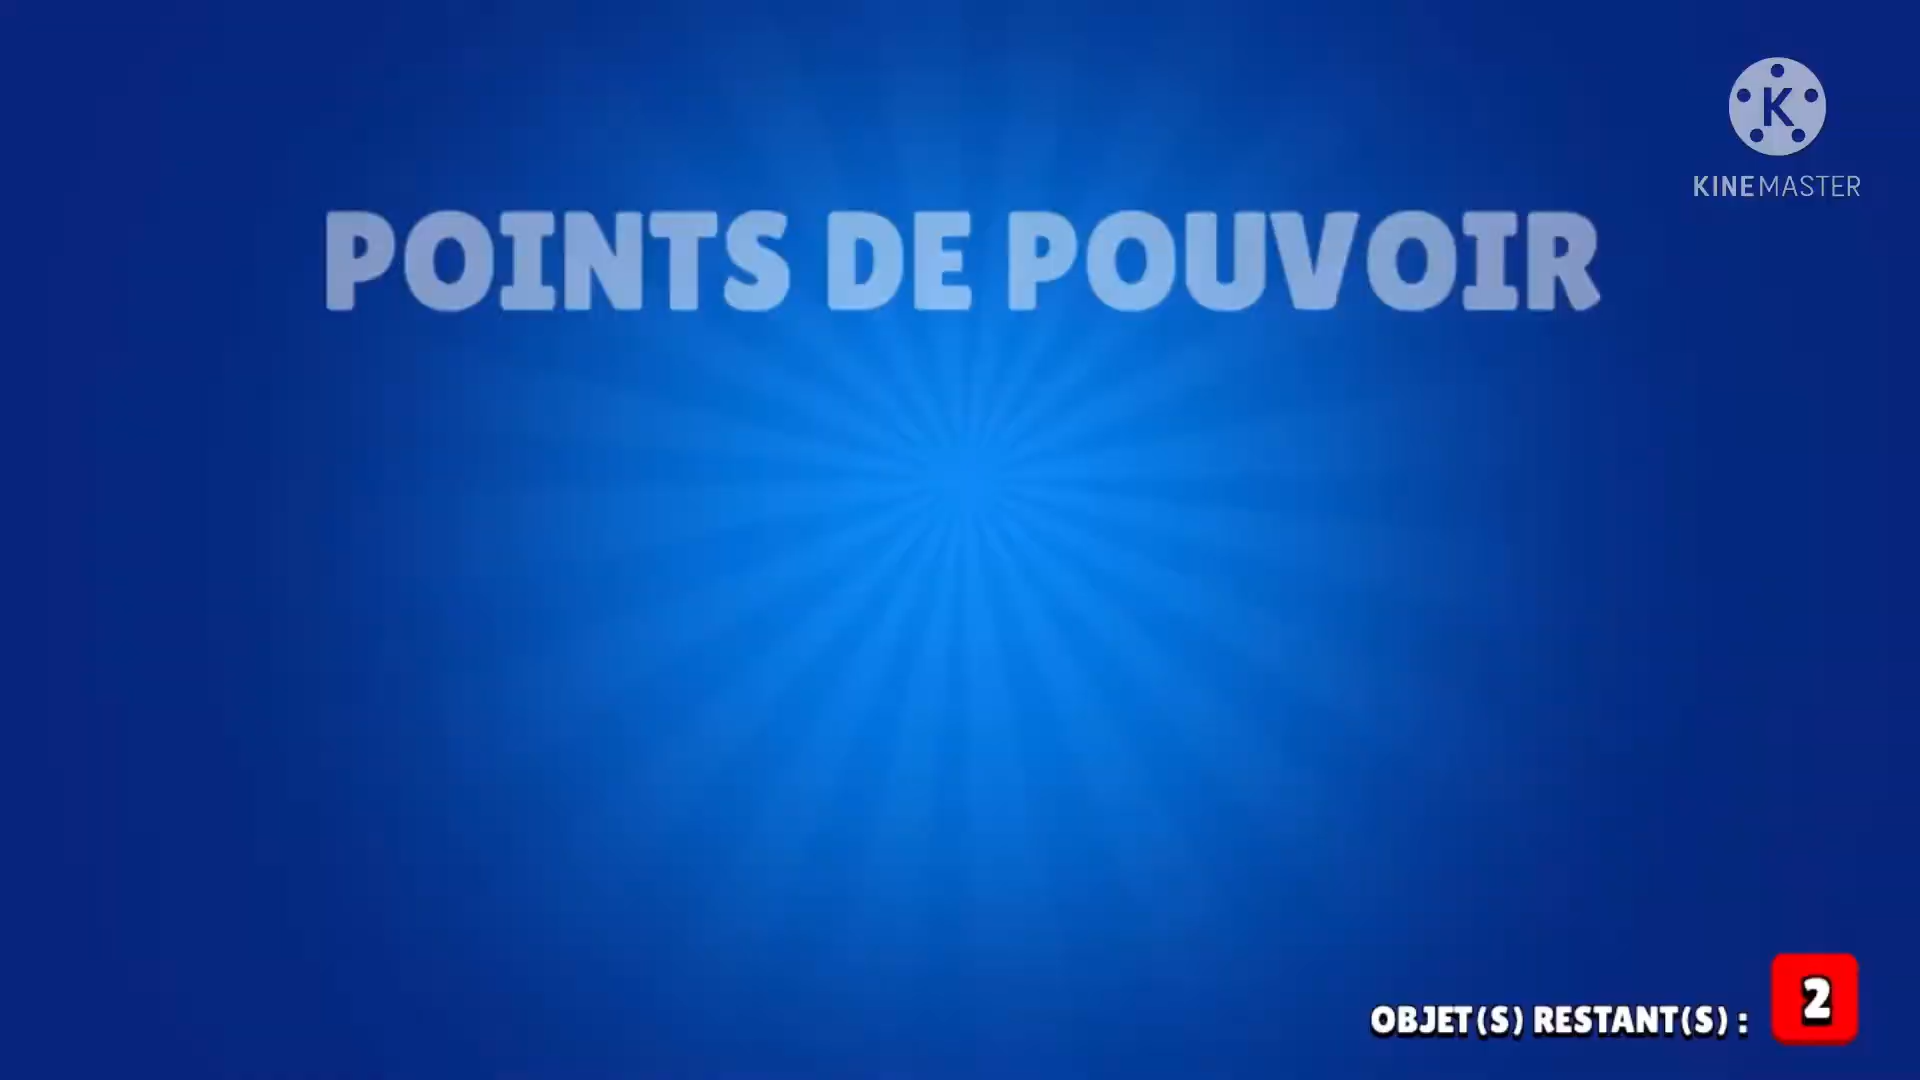 K
KINEMASTER
POINTS DE POUVOIR
OBJET(S) RESTANT(S) : 2